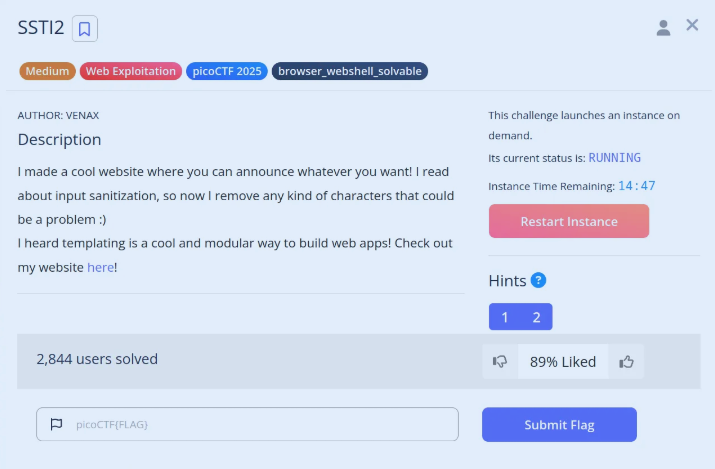 SSTI2
Medium Web Exploitation picoCTF 2025 browser_webshell_solvable
AUTHOR: VENAX
Description
I made a cool website where you can announce whatever you want! I read
about input sanitization, so now I remove any kind of characters that could
be a problem :)
I heard templating is a cool and modular way to build web apps! Check out
my website here!
This challenge launches an instance on
demand.
Its current status is: RUNNING
Instance Time Remaining: 14:47
Restart Instance
Hints ?
1 2
2,844 users solved
89% Liked
picoCTF{FLAG}
Submit Flag